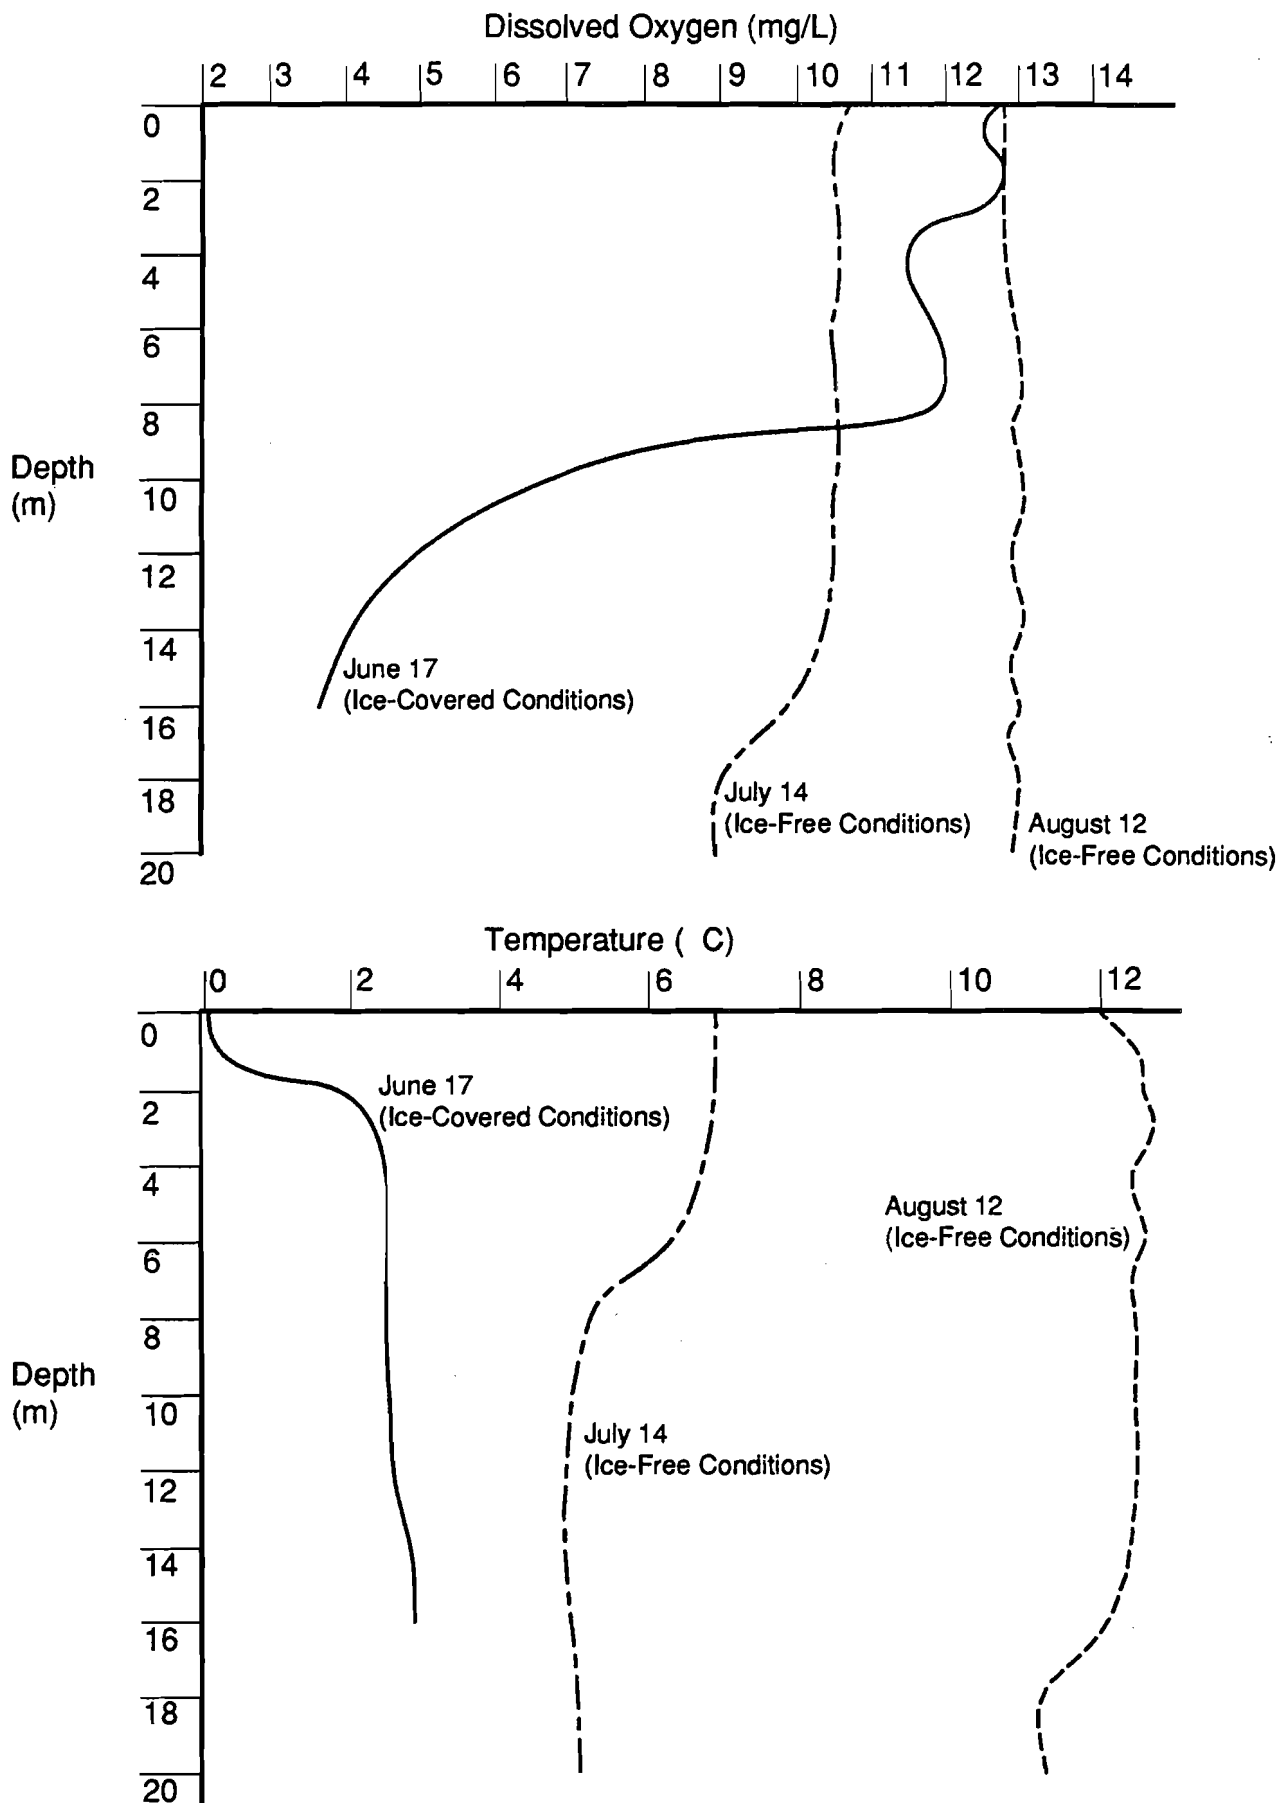 Dissolved Oxygen (mg/L)
2 3 4 5 6 7 8 9 10 11 12 13 14
0
2
4
6
8
Depth
(m)
10
12
14
June 17
(Ice-Covered Conditions)
16
July 14
(Ice-Free Conditions)
18
August 12
(Ice-Free Conditions)
20
Temperature ( C)
0 2 4 6 8 10 12
0
June 17
(Ice-Covered Conditions)
2
4
August 12
(Ice-Free Conditions)
6
8
Depth
(m)
10
July 14
(Ice-Free Conditions)
12
14
16
18
20